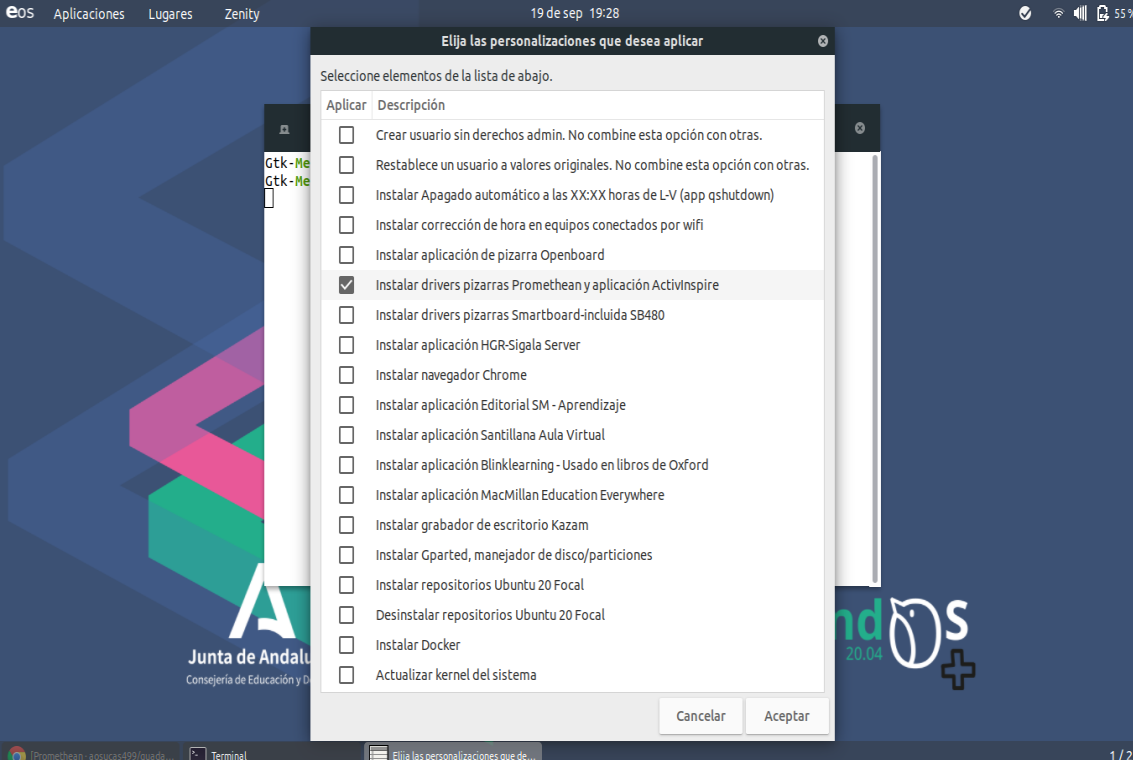 eos Aplicaciones Lugares Zenity 19 de sep 19:28 55 %
Elija las personalizaciones que desea aplicar
Seleccione elementos de la lista de abajo.
Aplicar Descripción
Crear usuario sin derechos admin. No combine esta opción con otras.
Restablece un usuario a valores originales. No combine esta opción con otras.
Instalar Apagado automático a las XX:XX horas de L-V (app qshutdown)
Instalar corrección de hora en equipos conectados por wifi
Instalar aplicación de pizarra Openboard
Instalar drivers pizarras Promethean y aplicación ActivInspire
Instalar drivers pizarras Smartboard-incluida SB480
Instalar aplicación HGR-Sigala Server
Instalar navegador Chrome
Instalar aplicación Editorial SM - Aprendizaje
Instalar aplicación Santillana Aula Virtual
Instalar aplicación Blinklearning - Usado en libros de Oxford
Instalar aplicación MacMillan Education Everywhere
Instalar grabador de escritorio Kazam
Instalar Gparted, manejador de disco/particiones
Instalar repositorios Ubuntu 20 Focal
Desinstalar repositorios Ubuntu 20 Focal
Instalar Docker
Actualizar kernel del sistema
Cancelar Aceptar
Gtk-Me
Gtk-Me
A
Junta de Andalu
Consejería de Educación y D
ndOS
20.04
[Promethean - aosucas499/guada... Terminal Elija las personalizaciones que de... 1 / 2